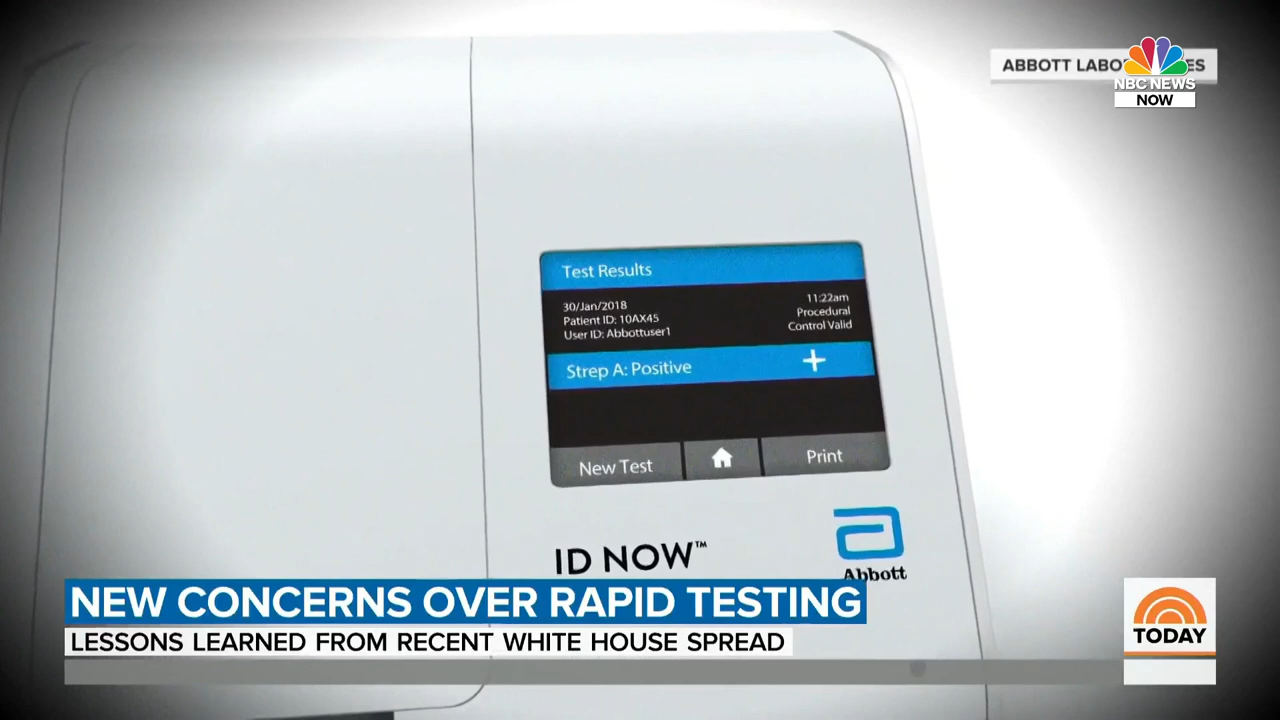 ABBOTT LABO ES
NBC NEWS
NOW
Test Results
30/Jan/2018
11:22am
Patient ID: 10AX45
Procedural
User ID: Abbottuser1
Control Valid
Strep A: Positive
+
New Test
Print
ID NOW™
Abbott
NEW CONCERNS OVER RAPID TESTING
LESSONS LEARNED FROM RECENT WHITE HOUSE SPREAD
TODAY